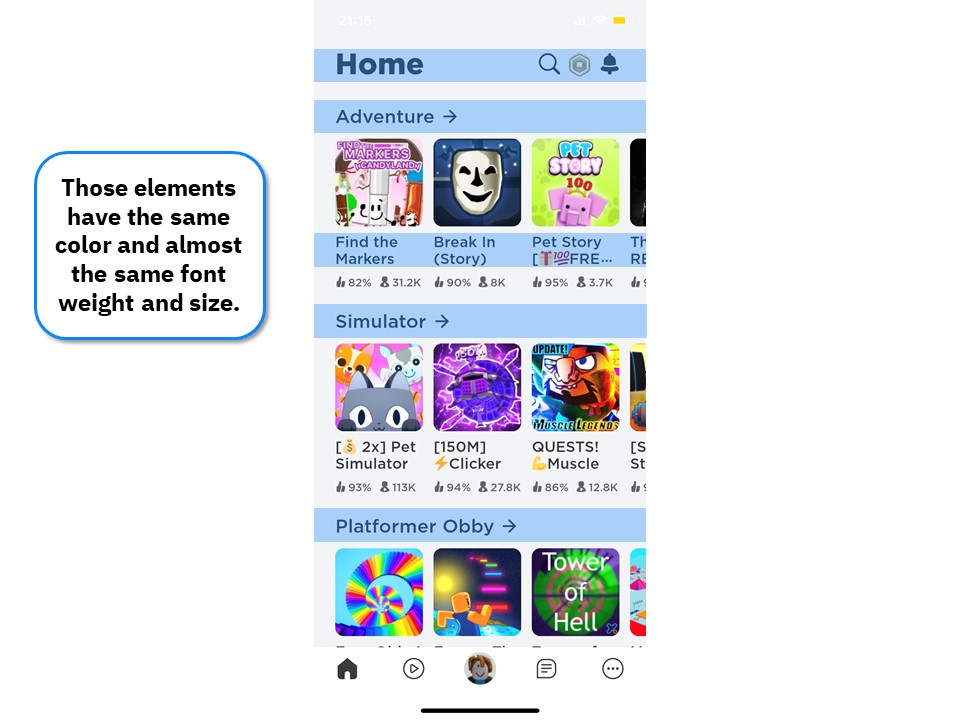 21:15
Home
Adventure →
Those elements
have the same
color and almost
the same font
weight and size.
FIND THE
MARKERS
CANDYLAND
PET
STORY
100
Find the
Markers
Break In
(Story)
Pet Story
[🎁💯FRE...
Th
RE
82% 31.2K
90% 8K
95% 3.7K
Simulator →
150M
UPDATE!
MUSCLE LEGENDS
[💰 2x] Pet
Simulator
[150M]
⚡Clicker
QUESTS!
💪Muscle
[S
St
93% 113K
94% 27.8K
86% 12.8K
Platformer Obby →
Tower
of
Hell